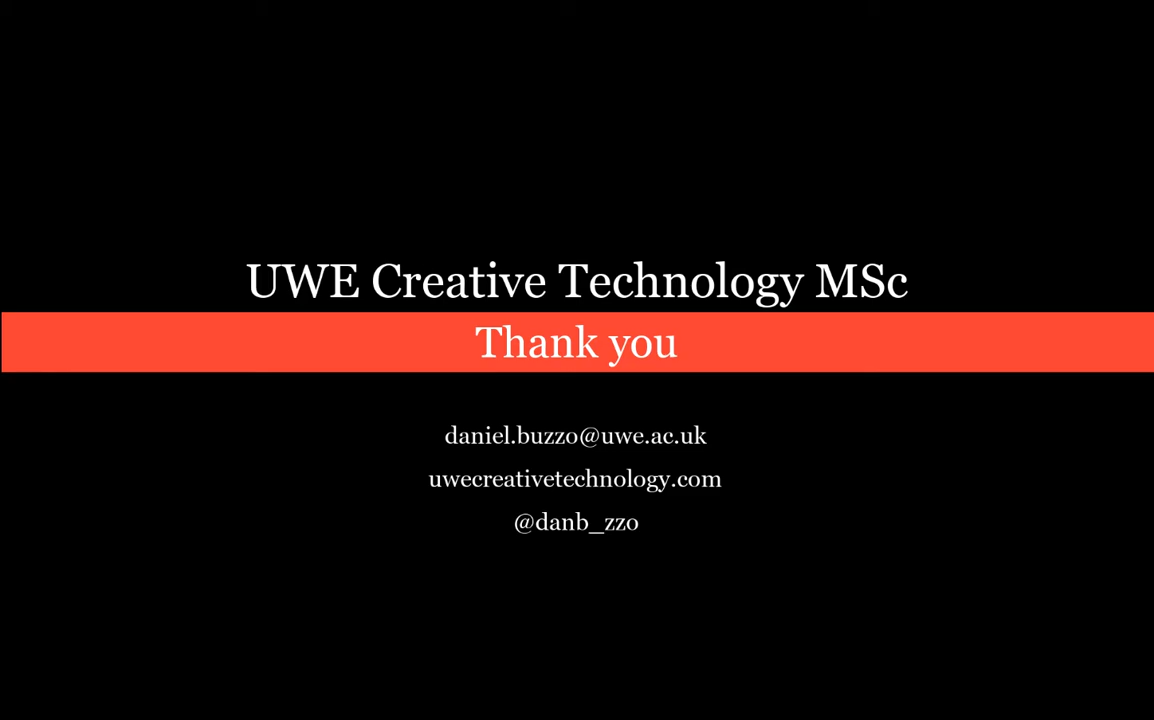 UWE Creative Technology MSc
Thank you
daniel.buzzo@uwe.ac.uk
uwecreativetechnology.com
@danb_zzo